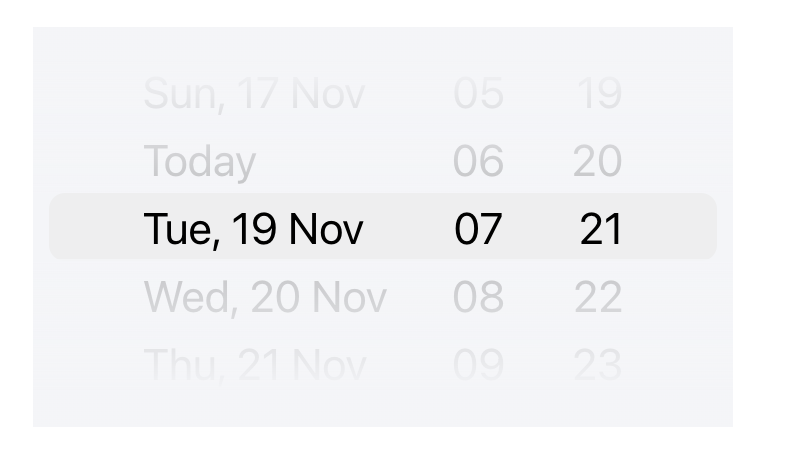 Sun, 17 Nov 05 19
Today 06 20
Tue, 19 Nov 07 21
Wed, 20 Nov 08 22
Thu, 21 Nov 09 23